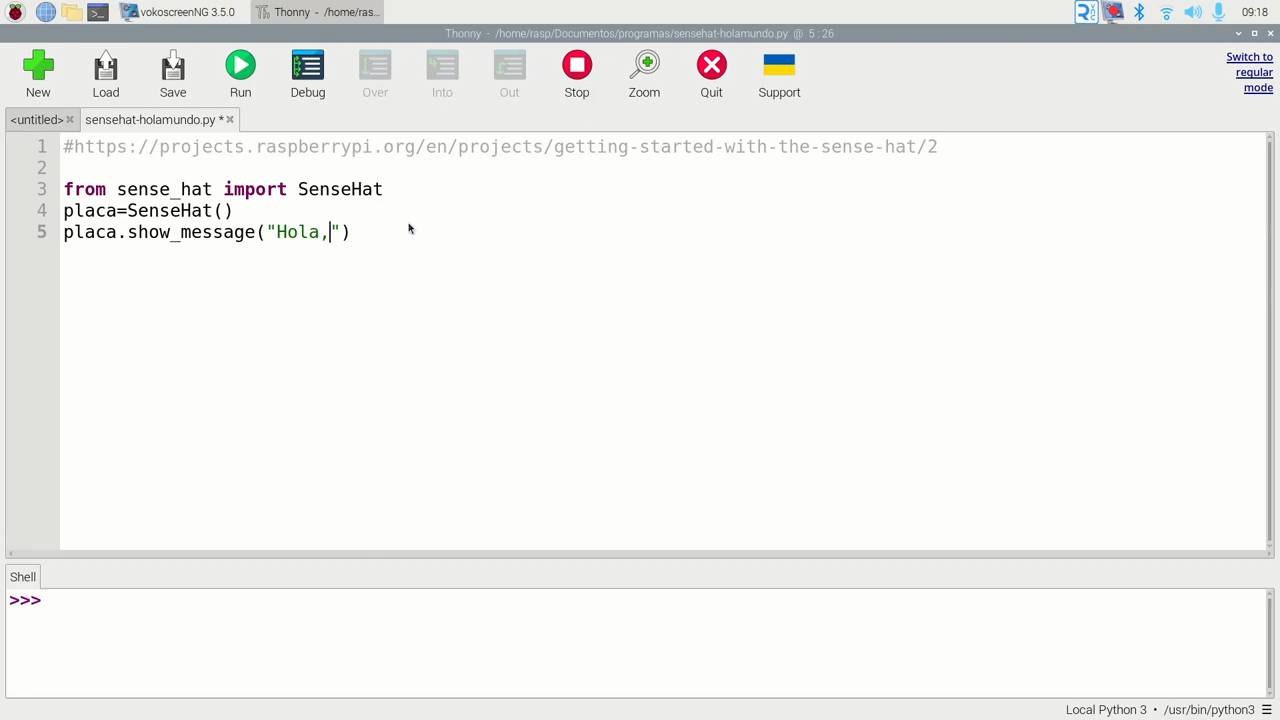 vokoscreenNG 3.5.0
Thonny - /home/ras...
09:18
Thonny - /home/rasp/Documentos/programas/sensehat-holamundo.py @ 5 : 26
New
Load
Save
Run
Debug
Over
Into
Out
Stop
Zoom
Quit
Support
Switch to
regular
mode
<untitled>
sensehat-holamundo.py *
1 #https://projects.raspberrypi.org/en/projects/getting-started-with-the-sense-hat/2
2
3 from sense_hat import SenseHat
4 placa=SenseHat()
5 placa.show_message("Hola,")
Shell
>>>
Local Python 3 • /usr/bin/python3 ☰